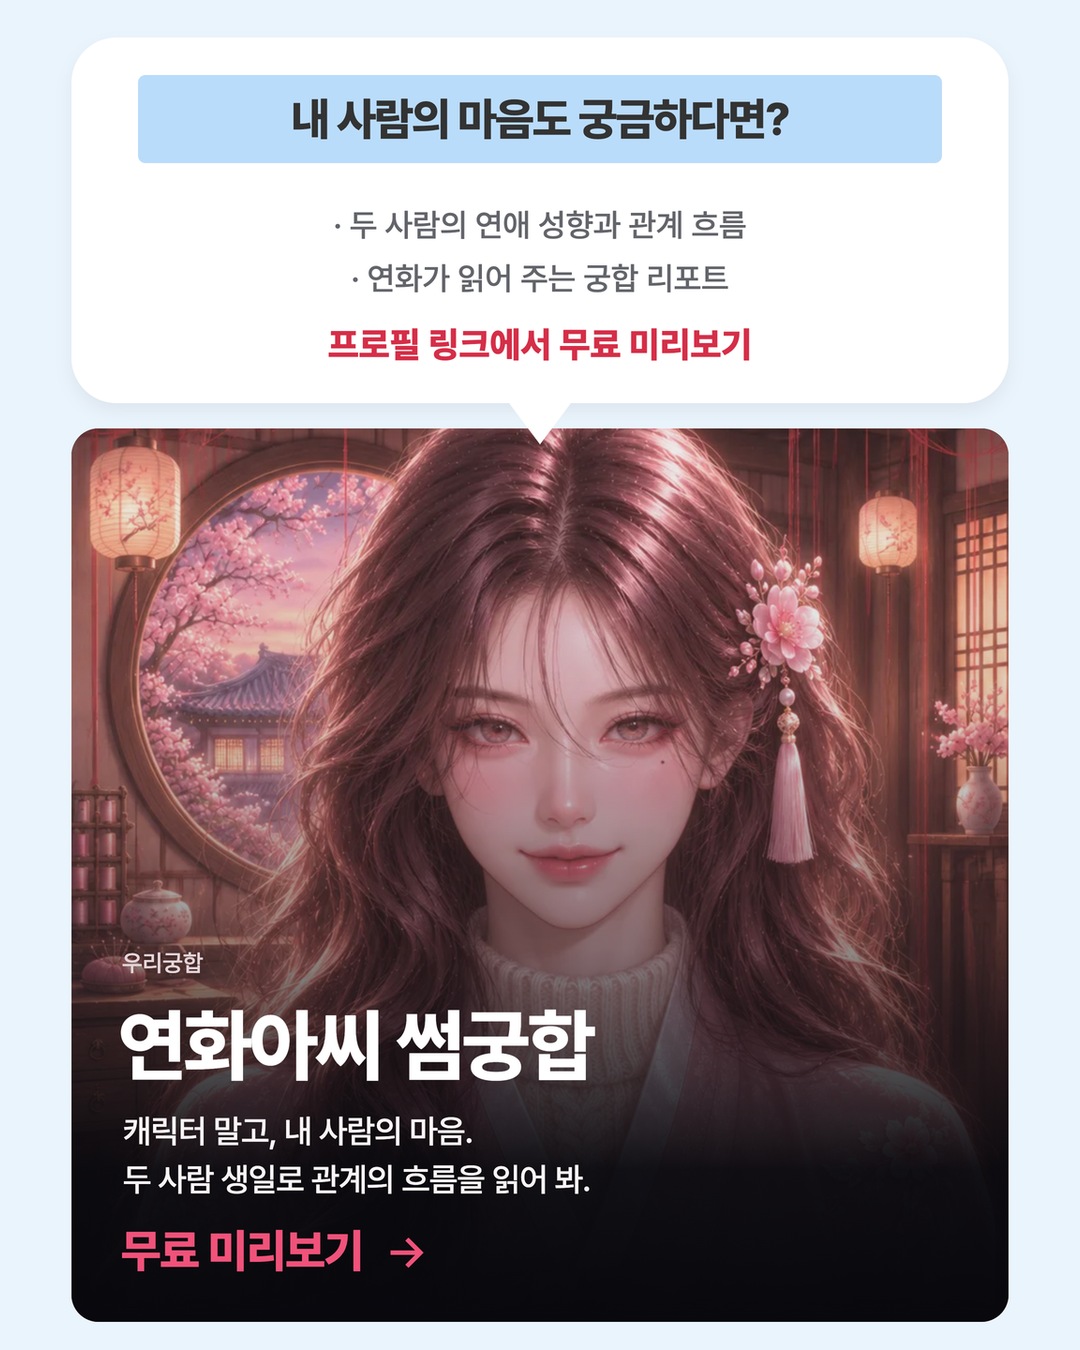 내 사람의 마음도 궁금하다면?
· 두 사람의 연애 성향과 관계 흐름
· 연화가 읽어 주는 궁합 리포트
프로필 링크에서 무료 미리보기
우리궁합
연화아씨 썸궁합
캐릭터 말고, 내 사람의 마음.
두 사람 생일로 관계의 흐름을 읽어 봐.
무료 미리보기 →